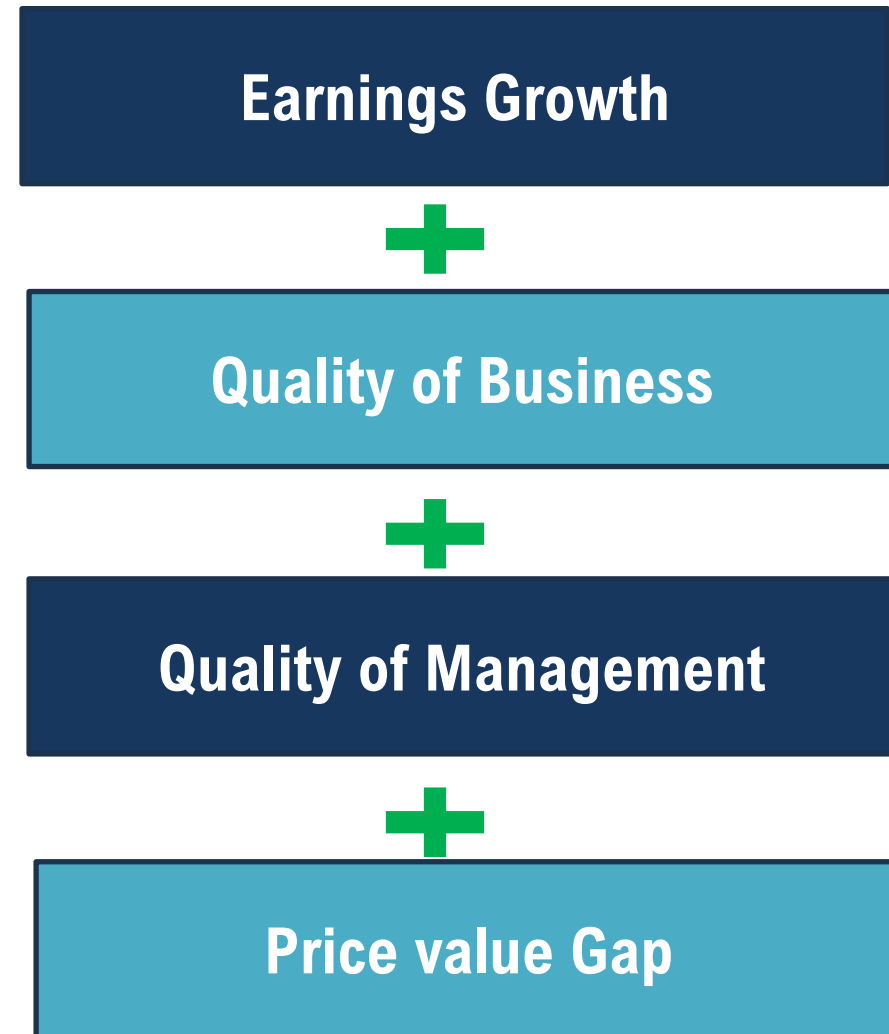 Earnings Growth
Quality of Business
Quality of Management
Price value Gap